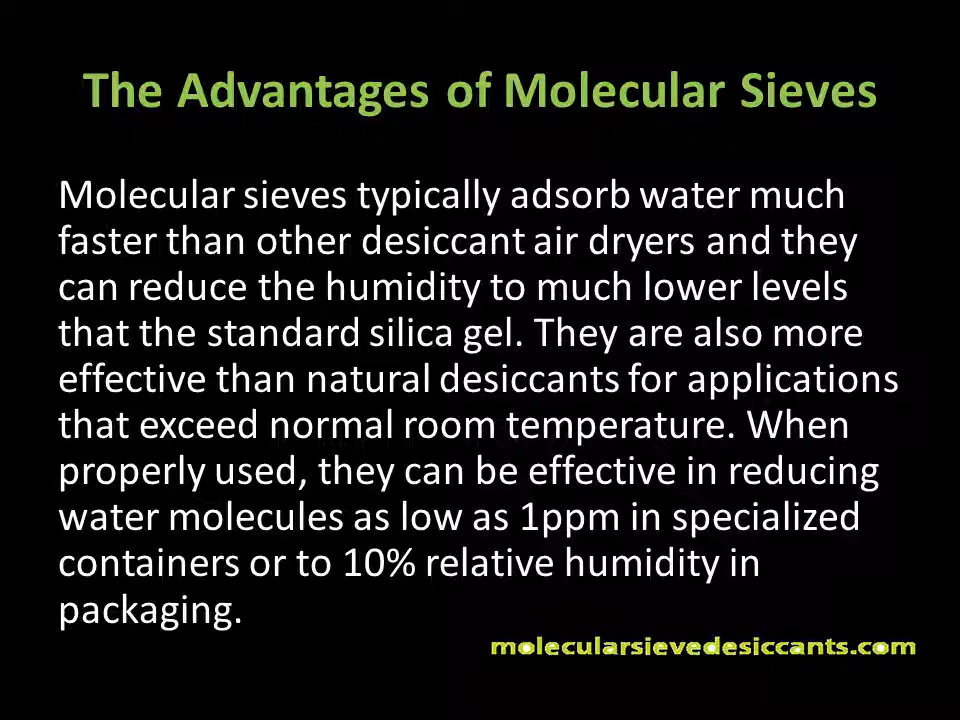 The Advantages of Molecular Sieves
Molecular sieves typically adsorb water much
faster than other desiccant air dryers and they
can reduce the humidity to much lower levels
that the standard silica gel. They are also more
effective than natural desiccants for applications
that exceed normal room temperature. When
properly used, they can be effective in reducing
water molecules as low as 1ppm in specialized
containers or to 10% relative humidity in
packaging.
molecularsievedesiccants.com